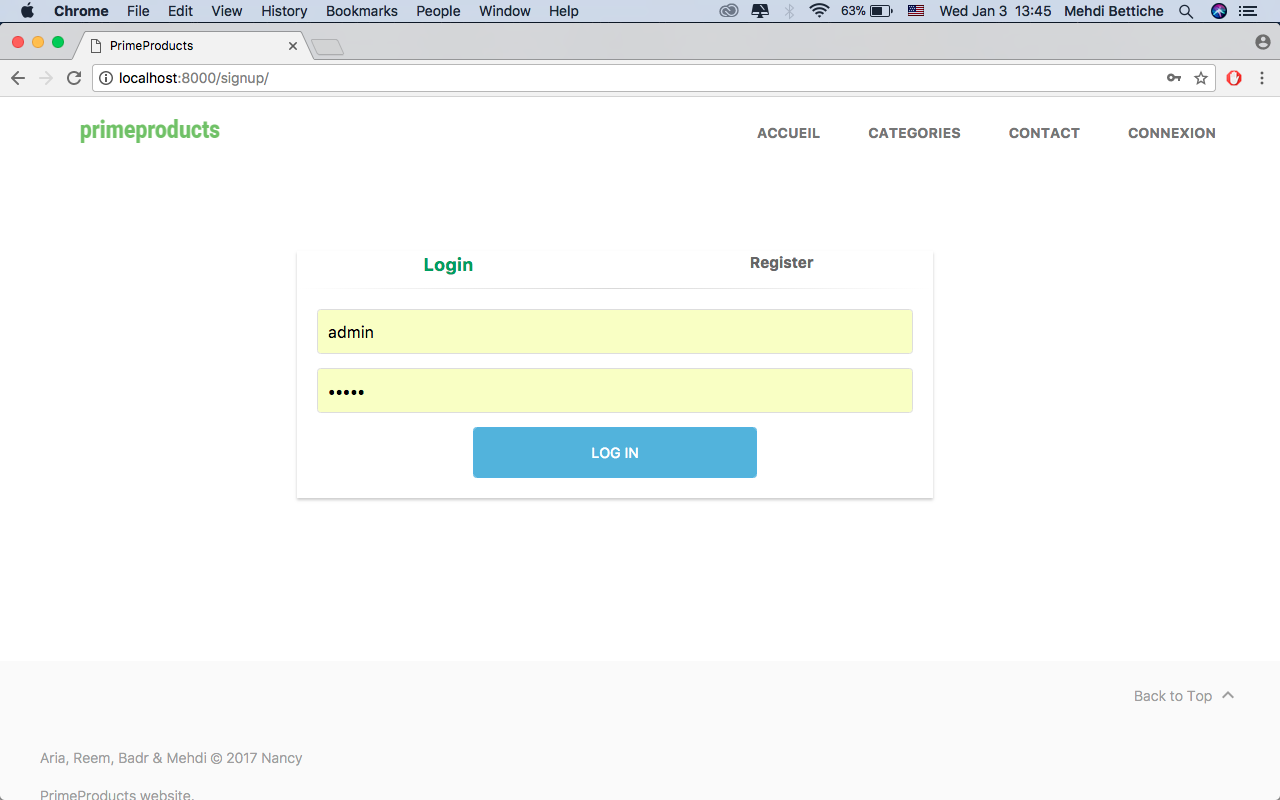 Chrome File Edit View History Bookmarks People Window Help 63% Wed Jan 3 13:45 Mehdi Bettiche
PrimeProducts
localhost:8000/signup/
primeproducts ACCUEIL CATEGORIES CONTACT CONNEXION
Login Register
admin
•••••
LOG IN
Back to Top
Aria, Reem, Badr & Mehdi © 2017 Nancy
PrimeProducts website.